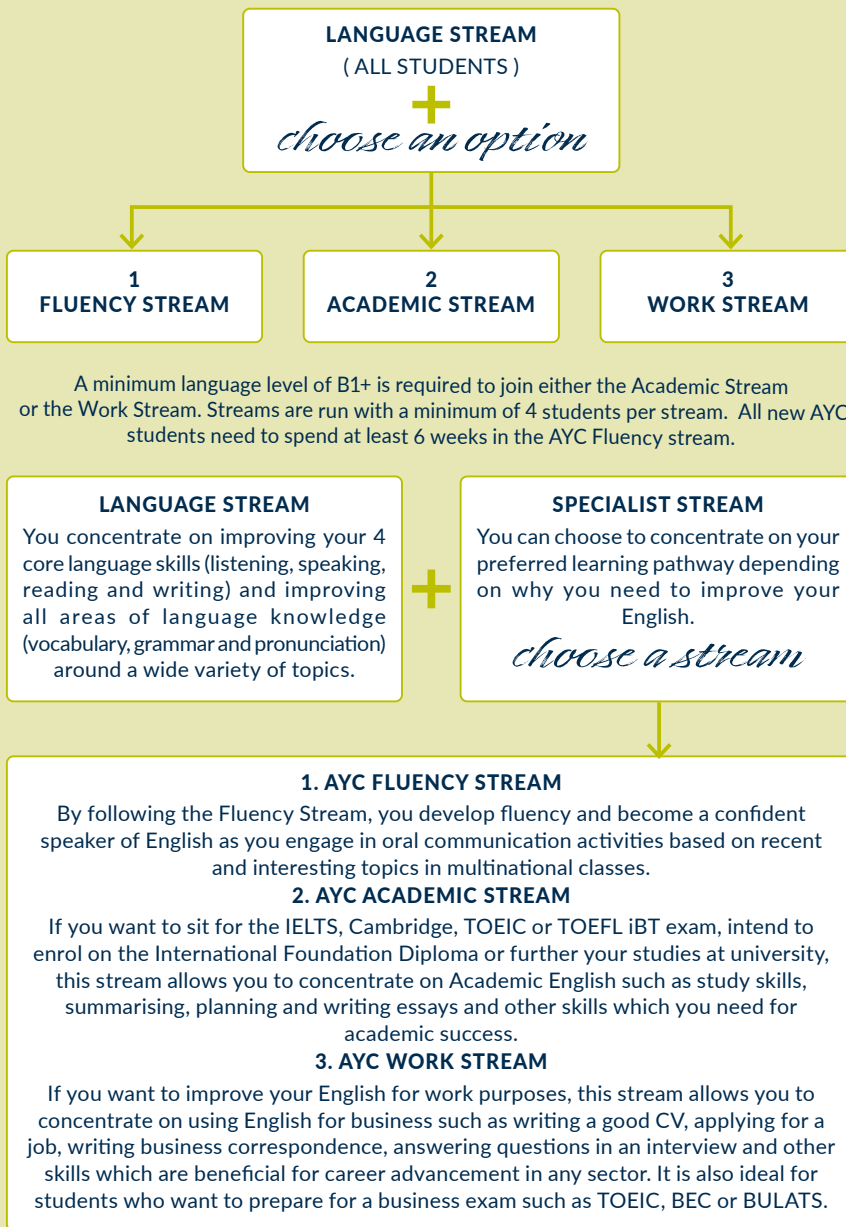 LANGUAGE STREAM
( ALL STUDENTS )
+
choose an option
1
FLUENCY STREAM
2
ACADEMIC STREAM
3
WORK STREAM
A minimum language level of B1+ is required to join either the Academic Stream
or the Work Stream. Streams are run with a minimum of 4 students per stream. All new AYC
students need to spend at least 6 weeks in the AYC Fluency stream.
LANGUAGE STREAM
You concentrate on improving your 4
core language skills (listening, speaking,
reading and writing) and improving
all areas of language knowledge
(vocabulary, grammar and pronunciation)
around a wide variety of topics.
+
SPECIALIST STREAM
You can choose to concentrate on your
preferred learning pathway depending
on why you need to improve your
English.
choose a stream
1. AYC FLUENCY STREAM
By following the Fluency Stream, you develop fluency and become a confident
speaker of English as you engage in oral communication activities based on recent
and interesting topics in multinational classes.
2. AYC ACADEMIC STREAM
If you want to sit for the IELTS, Cambridge, TOEIC or TOEFL iBT exam, intend to
enrol on the International Foundation Diploma or further your studies at university,
this stream allows you to concentrate on Academic English such as study skills,
summarising, planning and writing essays and other skills which you need for
academic success.
3. AYC WORK STREAM
If you want to improve your English for work purposes, this stream allows you to
concentrate on using English for business such as writing a good CV, applying for a
job, writing business correspondence, answering questions in an interview and other
skills which are beneficial for career advancement in any sector. It is also ideal for
students who want to prepare for a business exam such as TOEIC, BEC or BULATS.